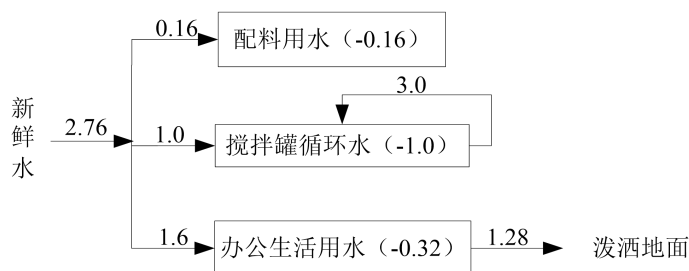 0.16
配料用水（-0.16）
3.0
新鲜水
2.76
1.0
搅拌罐循环水（-1.0）
1.6
办公生活用水（-0.32）
1.28
泼洒地面